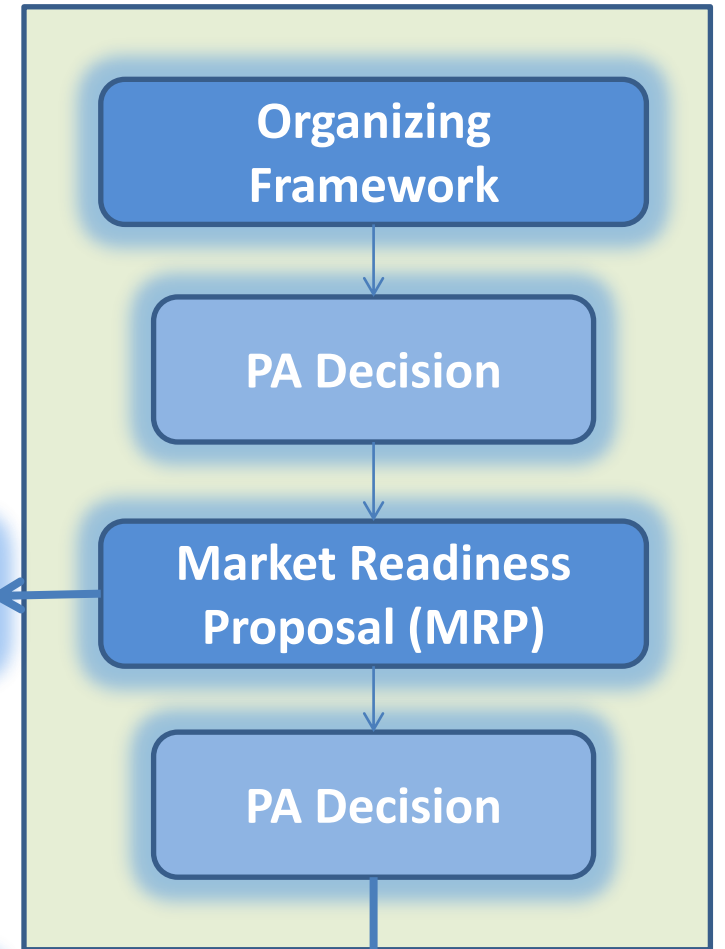 Organizing
Framework
PA Decision
Market Readiness
Proposal (MRP)
PA Decision